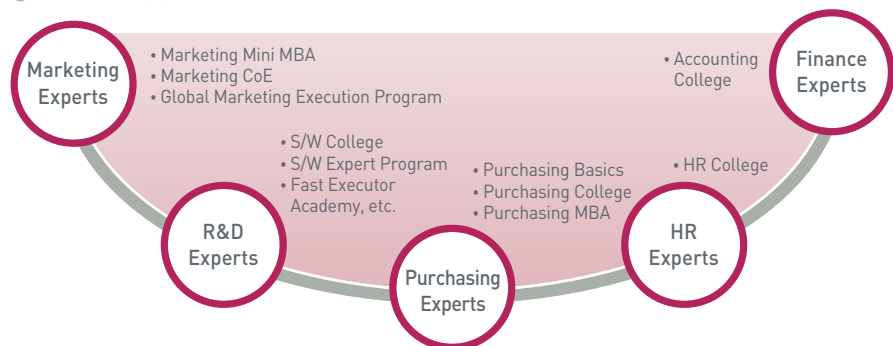 Marketing
Experts
• Marketing Mini MBA
• Marketing CoE
• Global Marketing Execution Program
• Accounting
College
Finance
Experts
• S/W College
• S/W Expert Program
• Fast Executor
Academy, etc.
• Purchasing Basics
• Purchasing College
• Purchasing MBA
• HR College
R&D
Experts
Purchasing
Experts
HR
Experts